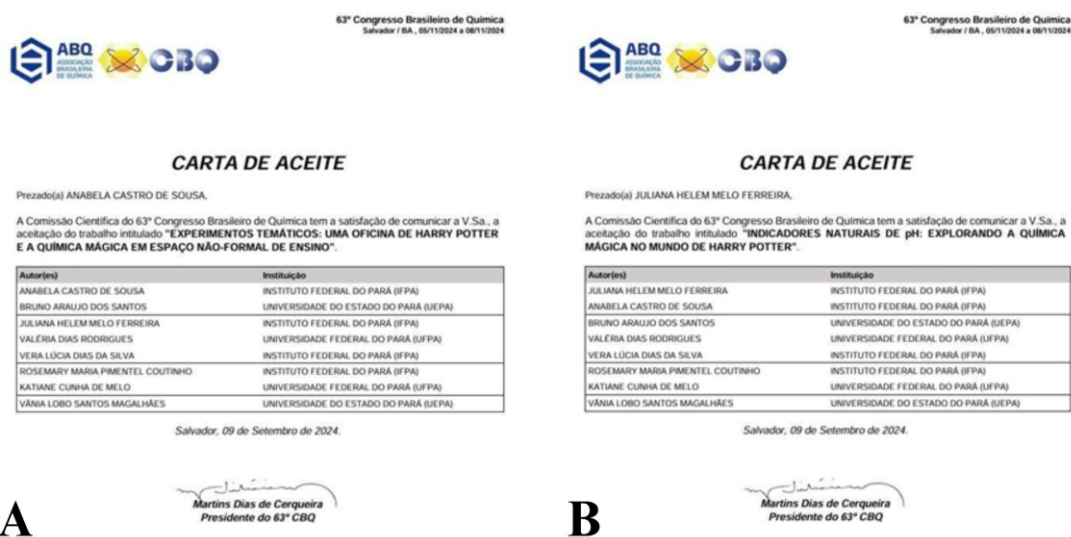 63º Congresso Brasileiro de Química
Salvador / BA , 05/11/2024 a 08/11/2024
ABQ
ASSOCIAÇÃO
BRASILEIRA
DE QUÍMICA
CBQ
CARTA DE ACEITE
Prezado(a) ANABELA CASTRO DE SOUSA,
A Comissão Científica do 63º Congresso Brasileiro de Química tem a satisfação de comunicar a V.Sa., a
aceitação do trabalho intitulado "EXPERIMENTOS TEMÁTICOS: UMA OFICINA DE HARRY POTTER
E A QUÍMICA MÁGICA EM ESPAÇO NÃO-FORMAL DE ENSINO".
Autor(es) Instituição
ANABELA CASTRO DE SOUSA INSTITUTO FEDERAL DO PARÁ (IFPA)
BRUNO ARAUJO DOS SANTOS UNIVERSIDADE DO ESTADO DO PARÁ (UEPA)
JULIANA HELEM MELO FERREIRA INSTITUTO FEDERAL DO PARÁ (IFPA)
VALÉRIA DIAS RODRIGUES UNIVERSIDADE FEDERAL DO PARÁ (UFPA)
VERA LÚCIA DIAS DA SILVA INSTITUTO FEDERAL DO PARÁ (IFPA)
ROSEMARY MARIA PIMENTEL COUTINHO INSTITUTO FEDERAL DO PARÁ (IFPA)
KATIANE CUNHA DE MELO UNIVERSIDADE FEDERAL DO PARÁ (UFPA)
VÂNIA LOBO SANTOS MAGALHÃES UNIVERSIDADE DO ESTADO DO PARÁ (UEPA)
Salvador, 09 de Setembro de 2024.
Martins Dias de Cerqueira
Presidente do 63º CBQ
A
63º Congresso Brasileiro de Química
Salvador / BA , 05/11/2024 a 08/11/2024
ABQ
ASSOCIAÇÃO
BRASILEIRA
DE QUÍMICA
CBQ
CARTA DE ACEITE
Prezado(a) JULIANA HELEM MELO FERREIRA,
A Comissão Científica do 63º Congresso Brasileiro de Química tem a satisfação de comunicar a V.Sa., a
aceitação do trabalho intitulado "INDICADORES NATURAIS DE pH: EXPLORANDO A QUÍMICA
MÁGICA NO MUNDO DE HARRY POTTER".
Autor(es) Instituição
JULIANA HELEM MELO FERREIRA INSTITUTO FEDERAL DO PARÁ (IFPA)
ANABELA CASTRO DE SOUSA INSTITUTO FEDERAL DO PARÁ (IFPA)
BRUNO ARAUJO DOS SANTOS UNIVERSIDADE DO ESTADO DO PARÁ (UEPA)
VALÉRIA DIAS RODRIGUES UNIVERSIDADE FEDERAL DO PARÁ (UFPA)
VERA LÚCIA DIAS DA SILVA INSTITUTO FEDERAL DO PARÁ (IFPA)
ROSEMARY MARIA PIMENTEL COUTINHO INSTITUTO FEDERAL DO PARÁ (IFPA)
KATIANE CUNHA DE MELO UNIVERSIDADE FEDERAL DO PARÁ (UFPA)
VÂNIA LOBO SANTOS MAGALHÃES UNIVERSIDADE DO ESTADO DO PARÁ (UEPA)
Salvador, 09 de Setembro de 2024.
Martins Dias de Cerqueira
Presidente do 63º CBQ
B